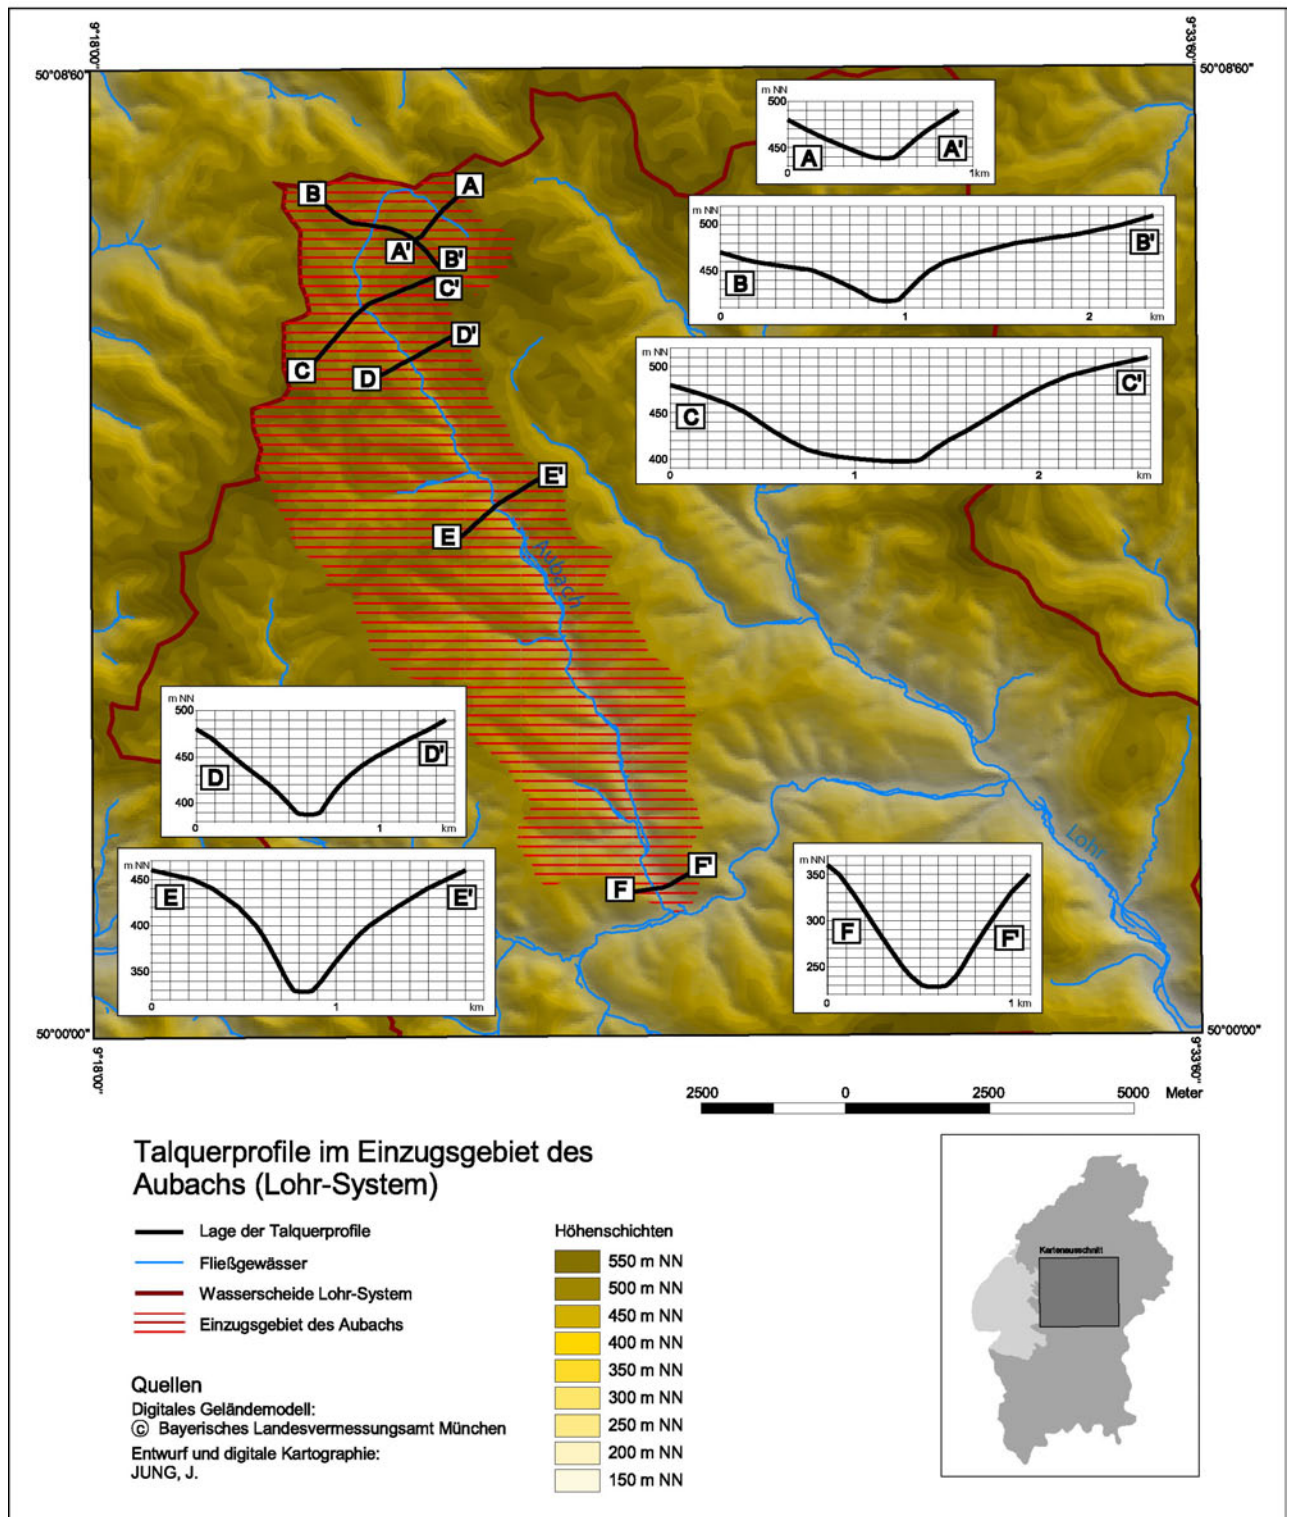 9°18'00"
9°33'60"
50°08'60"
50°08'60"
m NN
500
450
A
A'
0
1km
m NN
500
450
B
B'
0
1
2
km
m NN
500
450
400
C
C'
0
1
2
km
B
A
A'
B'
C'
D'
C
D
E'
E
Aubach
m NN
500
450
400
D
D'
0
1
km
m NN
450
400
350
E
E'
0
1
km
F
F'
Lohr
m NN
350
300
250
F
F'
0
1 km
50°00'00"
50°00'00"
9°18'00"
9°33'60"
2500
0
2500
5000
Meter
Talquerprofile im Einzugsgebiet des
Aubachs (Lohr-System)
Lage der Talquerprofile
Fließgewässer
Wasserscheide Lohr-System
Einzugsgebiet des Aubachs
Höhenschichten
550 m NN
500 m NN
450 m NN
400 m NN
350 m NN
300 m NN
250 m NN
200 m NN
150 m NN
Quellen
Digitales Geländemodell:
© Bayerisches Landesvermessungsamt München
Entwurf und digitale Kartographie:
JUNG, J.
Kartenausschnitt